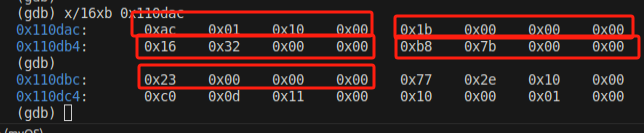 (gdb)
(gdb) x/16xb 0x110dac
0x110dac: 0xac 0x01 0x10 0x00 0x1b 0x00 0x00 0x00
0x110db4: 0x16 0x32 0x00 0x00 0xb8 0x7b 0x00 0x00
(gdb)
0x110dbc: 0x23 0x00 0x00 0x00 0x77 0x2e 0x10 0x00
0x110dc4: 0xc0 0x0d 0x11 0x00 0x10 0x00 0x01 0x00
(gdb)